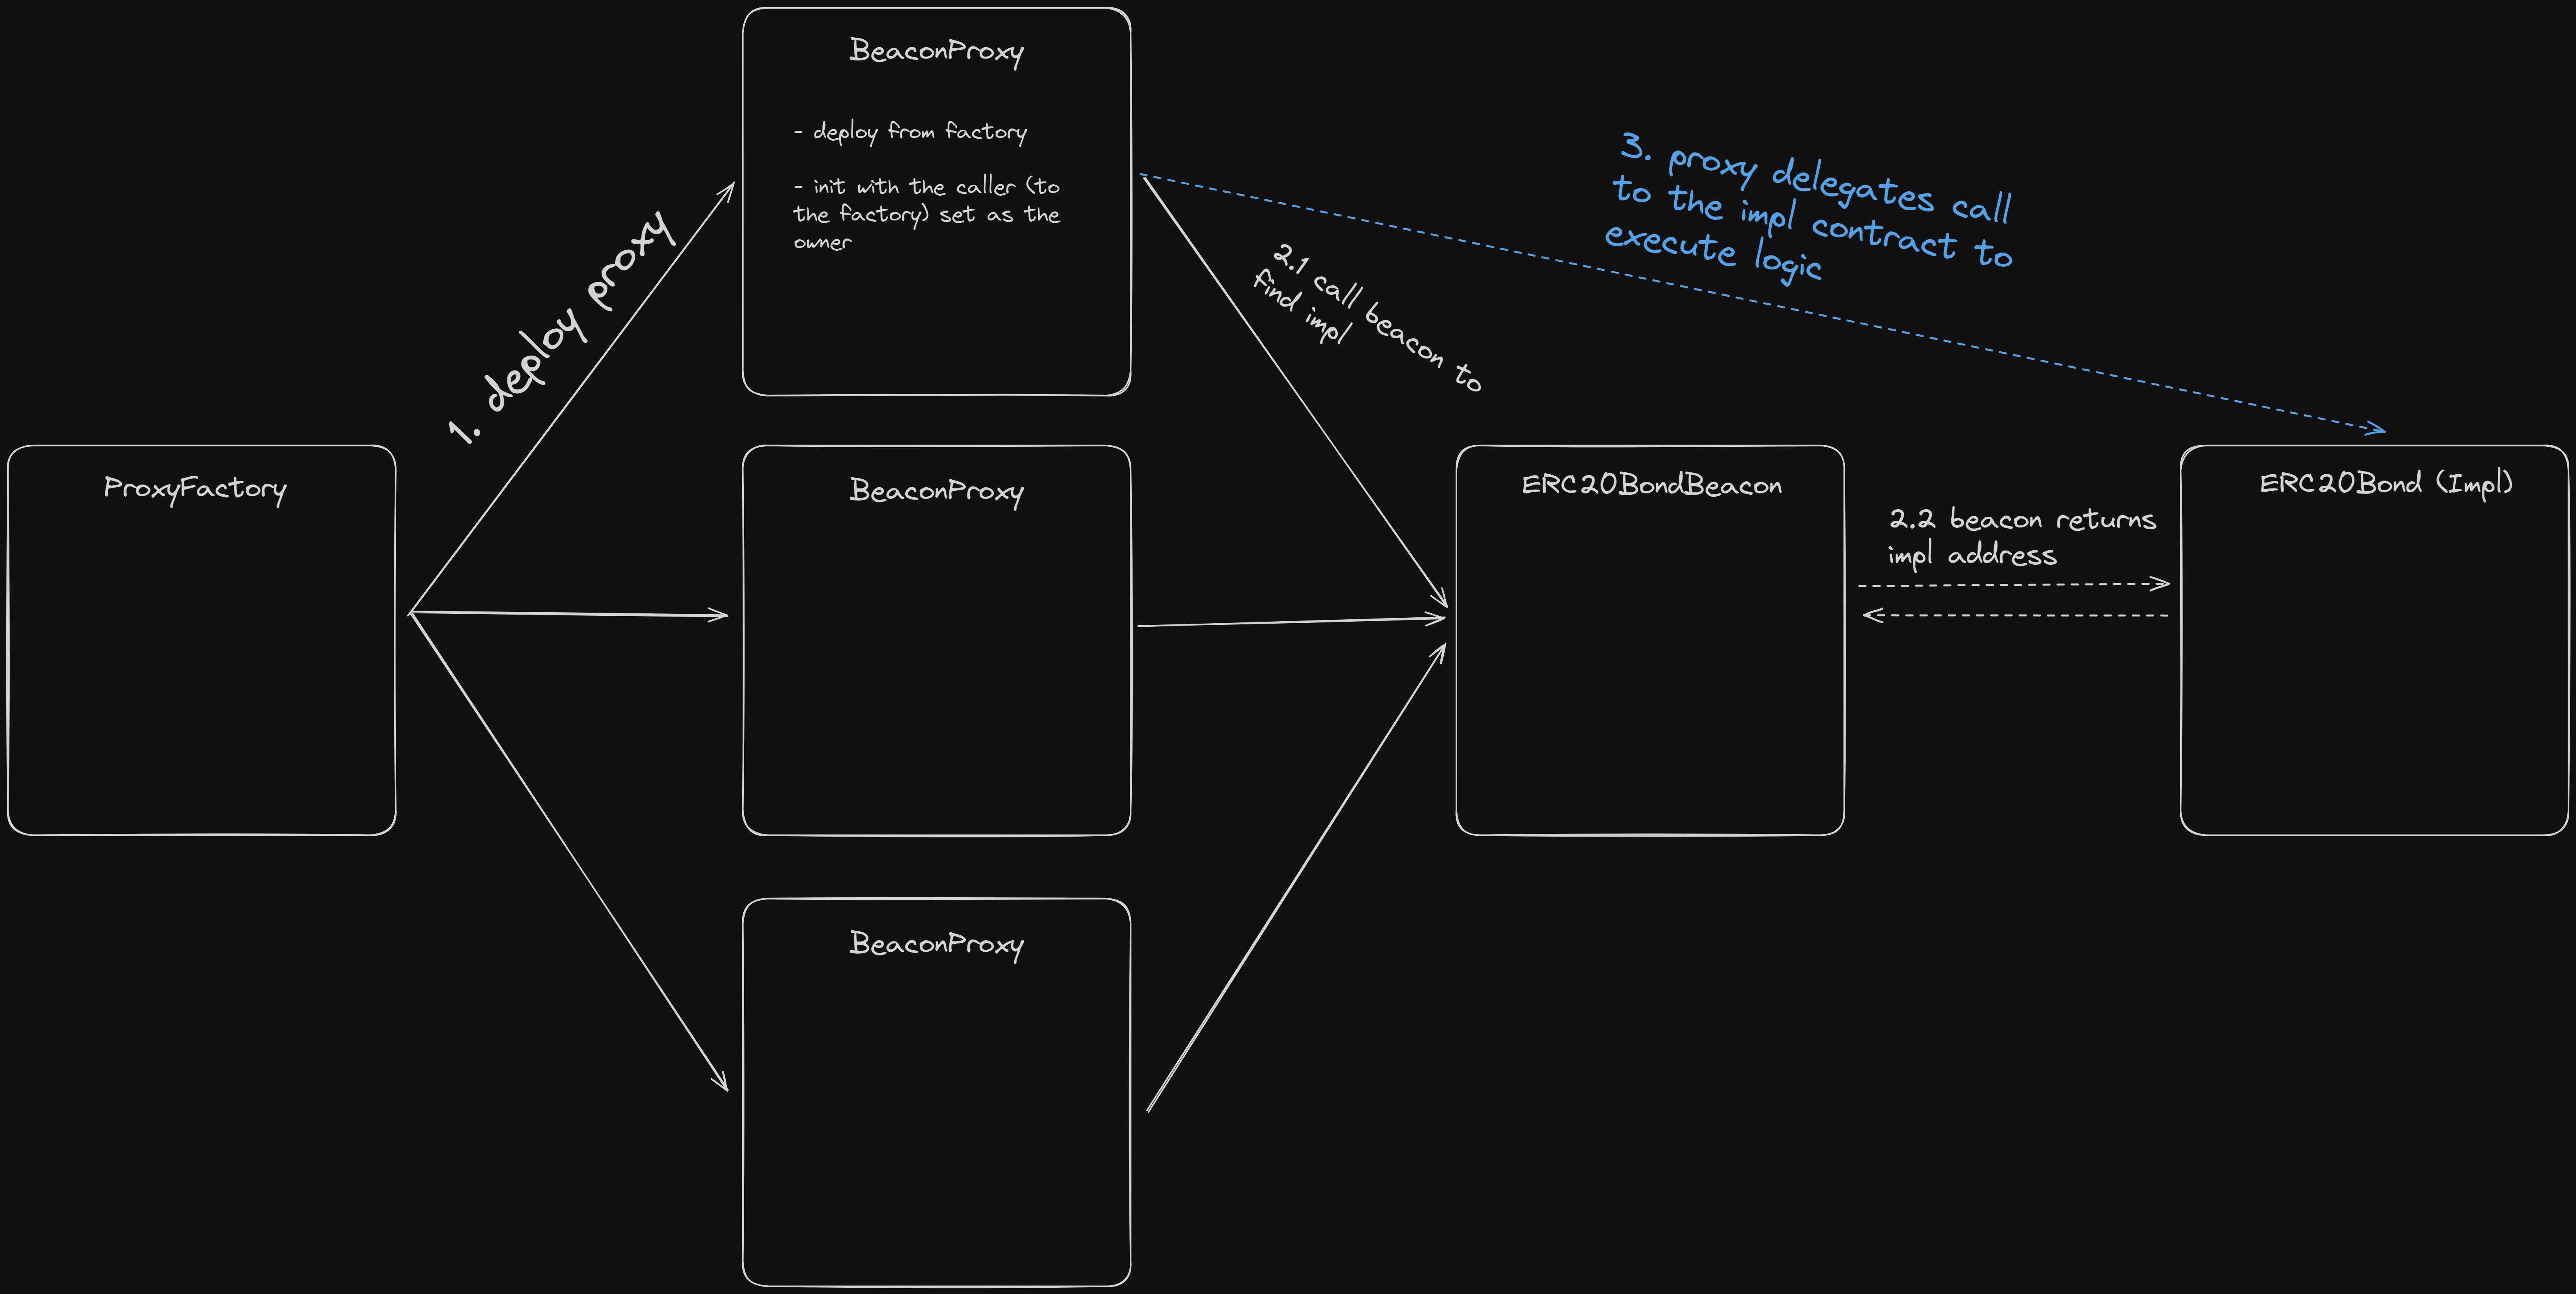 BeaconProxy
- deploy from factory
- init with the caller (to
the factory) set as the
owner
1. deploy proxy
3. proxy delegates call
to the impl contract to
execute logic
2.1 call beacon to
find impl
ProxyFactory
BeaconProxy
ERC20BondBeacon
2.2 beacon returns
impl address
ERC20Bond (Impl)
BeaconProxy